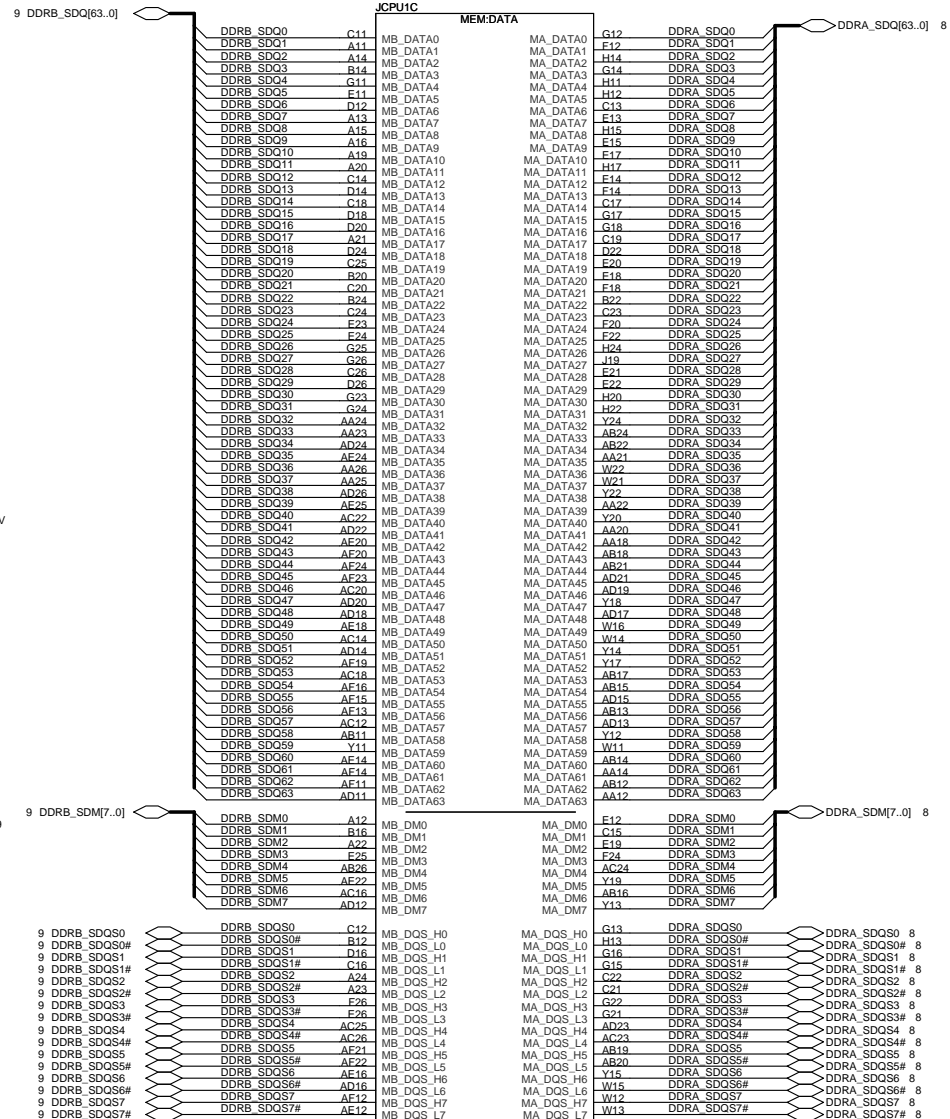 JCPU1C
MEM:DATA
9 DDRB_SDQ[63..0] DDRA_SDQ[63..0] 8
DDRB_SDQ0 C11 MB_DATA0 MA_DATA0 G12 DDRA_SDQ0
DDRB_SDQ1 A11 MB_DATA1 MA_DATA1 F12 DDRA_SDQ1
DDRB_SDQ2 A14 MB_DATA2 MA_DATA2 H14 DDRA_SDQ2
DDRB_SDQ3 B14 MB_DATA3 MA_DATA3 G14 DDRA_SDQ3
DDRB_SDQ4 G11 MB_DATA4 MA_DATA4 H11 DDRA_SDQ4
DDRB_SDQ5 E11 MB_DATA5 MA_DATA5 H12 DDRA_SDQ5
DDRB_SDQ6 D12 MB_DATA6 MA_DATA6 C13 DDRA_SDQ6
DDRB_SDQ7 A13 MB_DATA7 MA_DATA7 E13 DDRA_SDQ7
DDRB_SDQ8 A15 MB_DATA8 MA_DATA8 H15 DDRA_SDQ8
DDRB_SDQ9 A16 MB_DATA9 MA_DATA9 E15 DDRA_SDQ9
DDRB_SDQ10 A19 MB_DATA10 MA_DATA10 E17 DDRA_SDQ10
DDRB_SDQ11 A20 MB_DATA11 MA_DATA11 H17 DDRA_SDQ11
DDRB_SDQ12 C14 MB_DATA12 MA_DATA12 E14 DDRA_SDQ12
DDRB_SDQ13 D14 MB_DATA13 MA_DATA13 F14 DDRA_SDQ13
DDRB_SDQ14 C18 MB_DATA14 MA_DATA14 C17 DDRA_SDQ14
DDRB_SDQ15 D18 MB_DATA15 MA_DATA15 G17 DDRA_SDQ15
DDRB_SDQ16 D20 MB_DATA16 MA_DATA16 G18 DDRA_SDQ16
DDRB_SDQ17 A21 MB_DATA17 MA_DATA17 C19 DDRA_SDQ17
DDRB_SDQ18 D24 MB_DATA18 MA_DATA18 D22 DDRA_SDQ18
DDRB_SDQ19 C25 MB_DATA19 MA_DATA19 E20 DDRA_SDQ19
DDRB_SDQ20 B20 MB_DATA20 MA_DATA20 E18 DDRA_SDQ20
DDRB_SDQ21 C20 MB_DATA21 MA_DATA21 F18 DDRA_SDQ21
DDRB_SDQ22 B24 MB_DATA22 MA_DATA22 B22 DDRA_SDQ22
DDRB_SDQ23 C24 MB_DATA23 MA_DATA23 C23 DDRA_SDQ23
DDRB_SDQ24 E23 MB_DATA24 MA_DATA24 F20 DDRA_SDQ24
DDRB_SDQ25 E24 MB_DATA25 MA_DATA25 F22 DDRA_SDQ25
DDRB_SDQ26 G25 MB_DATA26 MA_DATA26 H24 DDRA_SDQ26
DDRB_SDQ27 G26 MB_DATA27 MA_DATA27 J19 DDRA_SDQ27
DDRB_SDQ28 C26 MB_DATA28 MA_DATA28 E21 DDRA_SDQ28
DDRB_SDQ29 D26 MB_DATA29 MA_DATA29 E22 DDRA_SDQ29
DDRB_SDQ30 G23 MB_DATA30 MA_DATA30 H20 DDRA_SDQ30
DDRB_SDQ31 G24 MB_DATA31 MA_DATA31 H22 DDRA_SDQ31
DDRB_SDQ32 AA24 MB_DATA32 MA_DATA32 Y24 DDRA_SDQ32
DDRB_SDQ33 AA23 MB_DATA33 MA_DATA33 AB24 DDRA_SDQ33
DDRB_SDQ34 AD24 MB_DATA34 MA_DATA34 AB22 DDRA_SDQ34
DDRB_SDQ35 AE24 MB_DATA35 MA_DATA35 AA21 DDRA_SDQ35
DDRB_SDQ36 AA26 MB_DATA36 MA_DATA36 W22 DDRA_SDQ36
DDRB_SDQ37 AA25 MB_DATA37 MA_DATA37 W21 DDRA_SDQ37
DDRB_SDQ38 AD26 MB_DATA38 MA_DATA38 Y22 DDRA_SDQ38
DDRB_SDQ39 AE25 MB_DATA39 MA_DATA39 AA22 DDRA_SDQ39
DDRB_SDQ40 AC22 MB_DATA40 MA_DATA40 Y20 DDRA_SDQ40
DDRB_SDQ41 AD22 MB_DATA41 MA_DATA41 AA20 DDRA_SDQ41
DDRB_SDQ42 AE20 MB_DATA42 MA_DATA42 AA18 DDRA_SDQ42
DDRB_SDQ43 AF20 MB_DATA43 MA_DATA43 AB18 DDRA_SDQ43
DDRB_SDQ44 AF24 MB_DATA44 MA_DATA44 AB21 DDRA_SDQ44
DDRB_SDQ45 AF23 MB_DATA45 MA_DATA45 AD21 DDRA_SDQ45
DDRB_SDQ46 AC20 MB_DATA46 MA_DATA46 AD19 DDRA_SDQ46
DDRB_SDQ47 AD20 MB_DATA47 MA_DATA47 Y18 DDRA_SDQ47
DDRB_SDQ48 AD18 MB_DATA48 MA_DATA48 AD17 DDRA_SDQ48
DDRB_SDQ49 AE18 MB_DATA49 MA_DATA49 W16 DDRA_SDQ49
DDRB_SDQ50 AC14 MB_DATA50 MA_DATA50 W14 DDRA_SDQ50
DDRB_SDQ51 AD14 MB_DATA51 MA_DATA51 Y14 DDRA_SDQ51
DDRB_SDQ52 AF19 MB_DATA52 MA_DATA52 Y17 DDRA_SDQ52
DDRB_SDQ53 AC18 MB_DATA53 MA_DATA53 AB17 DDRA_SDQ53
DDRB_SDQ54 AF16 MB_DATA54 MA_DATA54 AB15 DDRA_SDQ54
DDRB_SDQ55 AF15 MB_DATA55 MA_DATA55 AD15 DDRA_SDQ55
DDRB_SDQ56 AF13 MB_DATA56 MA_DATA56 AB13 DDRA_SDQ56
DDRB_SDQ57 AC12 MB_DATA57 MA_DATA57 AD13 DDRA_SDQ57
DDRB_SDQ58 AB11 MB_DATA58 MA_DATA58 Y12 DDRA_SDQ58
DDRB_SDQ59 Y11 MB_DATA59 MA_DATA59 W11 DDRA_SDQ59
DDRB_SDQ60 AE14 MB_DATA60 MA_DATA60 AB14 DDRA_SDQ60
DDRB_SDQ61 AF14 MB_DATA61 MA_DATA61 AA14 DDRA_SDQ61
DDRB_SDQ62 AF11 MB_DATA62 MA_DATA62 AB12 DDRA_SDQ62
DDRB_SDQ63 AD11 MB_DATA63 MA_DATA63 AA12 DDRA_SDQ63
9 DDRB_SDM[7..0] DDRA_SDM[7..0] 8
DDRB_SDM0 A12 MB_DM0 MA_DM0 E12 DDRA_SDM0
DDRB_SDM1 B16 MB_DM1 MA_DM1 C15 DDRA_SDM1
DDRB_SDM2 A22 MB_DM2 MA_DM2 E19 DDRA_SDM2
DDRB_SDM3 E25 MB_DM3 MA_DM3 F24 DDRA_SDM3
DDRB_SDM4 AB26 MB_DM4 MA_DM4 AC24 DDRA_SDM4
DDRB_SDM5 AE22 MB_DM5 MA_DM5 Y19 DDRA_SDM5
DDRB_SDM6 AC16 MB_DM6 MA_DM6 AB16 DDRA_SDM6
DDRB_SDM7 AD12 MB_DM7 MA_DM7 Y13 DDRA_SDM7
9 DDRB_SDQS0 DDRB_SDQS0 C12 MB_DQS_H0 MA_DQS_H0 G13 DDRA_SDQS0 DDRA_SDQS0 8
9 DDRB_SDQS0# DDRB_SDQS0# B12 MB_DQS_L0 MA_DQS_L0 H13 DDRA_SDQS0# DDRA_SDQS0# 8
9 DDRB_SDQS1 DDRB_SDQS1 D16 MB_DQS_H1 MA_DQS_H1 G16 DDRA_SDQS1 DDRA_SDQS1 8
9 DDRB_SDQS1# DDRB_SDQS1# C16 MB_DQS_L1 MA_DQS_L1 G15 DDRA_SDQS1# DDRA_SDQS1# 8
9 DDRB_SDQS2 DDRB_SDQS2 A24 MB_DQS_H2 MA_DQS_H2 C22 DDRA_SDQS2 DDRA_SDQS2 8
9 DDRB_SDQS2# DDRB_SDQS2# A23 MB_DQS_L2 MA_DQS_L2 C21 DDRA_SDQS2# DDRA_SDQS2# 8
9 DDRB_SDQS3 DDRB_SDQS3 F26 MB_DQS_H3 MA_DQS_H3 G22 DDRA_SDQS3 DDRA_SDQS3 8
9 DDRB_SDQS3# DDRB_SDQS3# E26 MB_DQS_L3 MA_DQS_L3 G21 DDRA_SDQS3# DDRA_SDQS3# 8
9 DDRB_SDQS4 DDRB_SDQS4 AC25 MB_DQS_H4 MA_DQS_H4 AD23 DDRA_SDQS4 DDRA_SDQS4 8
9 DDRB_SDQS4# DDRB_SDQS4# AC26 MB_DQS_L4 MA_DQS_L4 AC23 DDRA_SDQS4# DDRA_SDQS4# 8
9 DDRB_SDQS5 DDRB_SDQS5 AF21 MB_DQS_H5 MA_DQS_H5 AB19 DDRA_SDQS5 DDRA_SDQS5 8
9 DDRB_SDQS5# DDRB_SDQS5# AF22 MB_DQS_L5 MA_DQS_L5 AB20 DDRA_SDQS5# DDRA_SDQS5# 8
9 DDRB_SDQS6 DDRB_SDQS6 AE16 MB_DQS_H6 MA_DQS_H6 Y15 DDRA_SDQS6 DDRA_SDQS6 8
9 DDRB_SDQS6# DDRB_SDQS6# AD16 MB_DQS_L6 MA_DQS_L6 W15 DDRA_SDQS6# DDRA_SDQS6# 8
9 DDRB_SDQS7 DDRB_SDQS7 AF12 MB_DQS_H7 MA_DQS_H7 W12 DDRA_SDQS7 DDRA_SDQS7 8
9 DDRB_SDQS7# DDRB_SDQS7# AE12 MB_DQS_L7 MA_DQS_L7 W13 DDRA_SDQS7# DDRA_SDQS7# 8